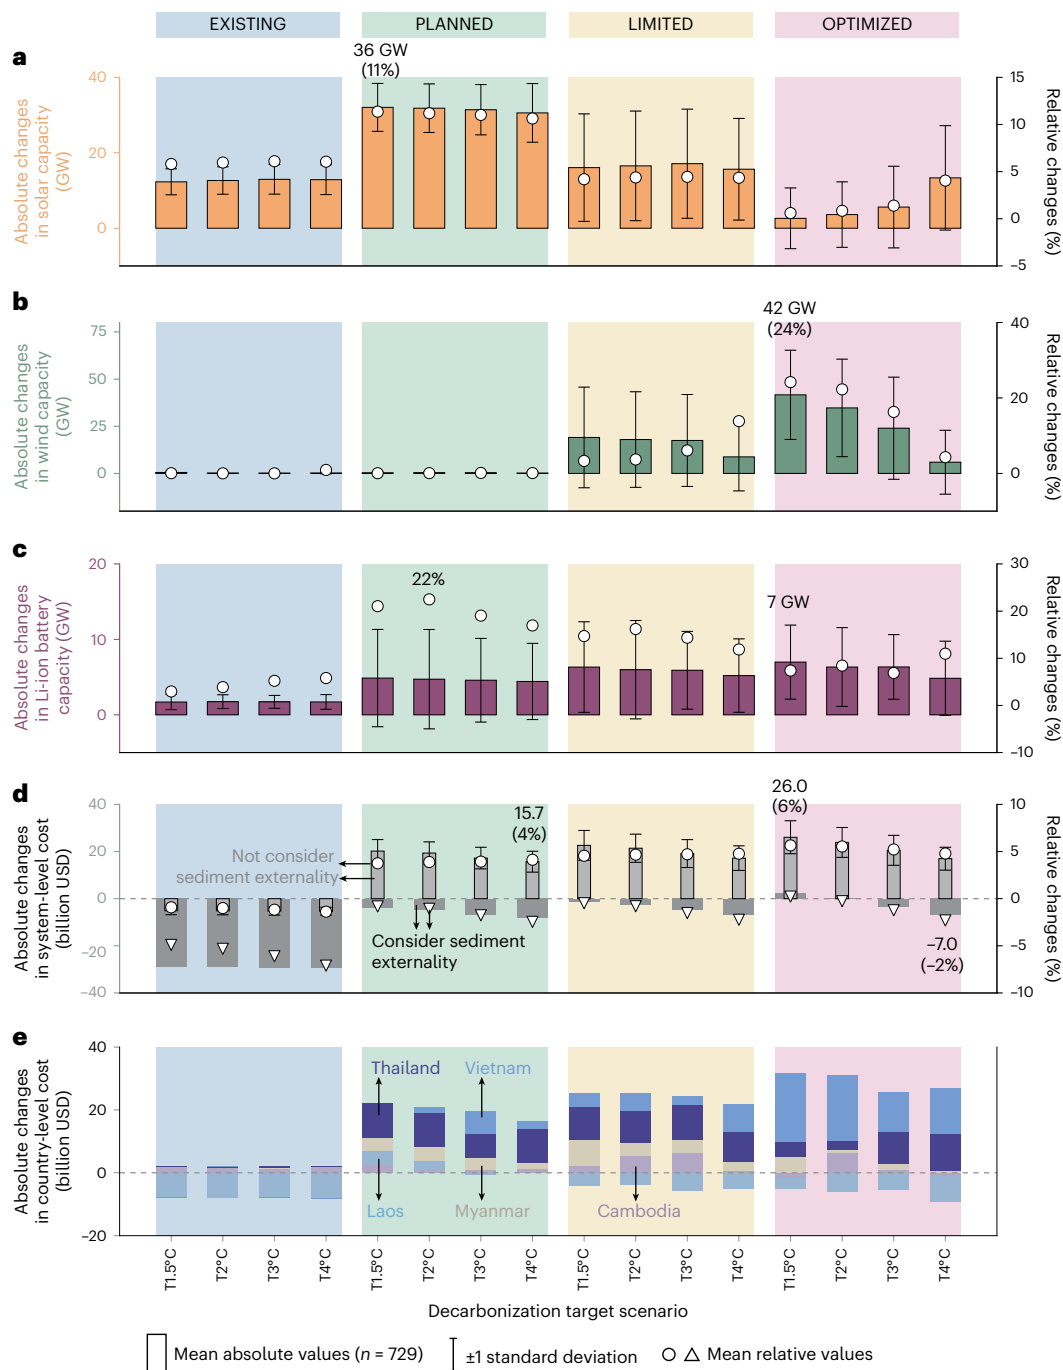 EXISTING PLANNED LIMITED OPTIMIZED
a
36 GW
(11%)
Absolute changes
in solar capacity
(GW)
40
20
0
15
10
5
0
–5
Relative changes (%)
b
42 GW
(24%)
Absolute changes
in wind capacity
(GW)
75
50
25
0
40
20
0
Relative changes (%)
c
22%
7 GW
Absolute changes
in Li-ion battery
capacity (GW)
20
10
0
30
20
10
0
–10
Relative changes (%)
d
26.0
(6%)
15.7
(4%)
Not consider
sediment externality
Consider sediment
externality
–7.0
(–2%)
Absolute changes
in system-level cost
(billion USD)
40
20
0
–20
–40
10
5
0
–5
–10
Relative changes (%)
e
Thailand Vietnam
Laos Myanmar Cambodia
Absolute changes
in country-level cost
(billion USD)
40
20
0
–20
T1.5°C T2°C T3°C T4°C T1.5°C T2°C T3°C T4°C T1.5°C T2°C T3°C T4°C T1.5°C T2°C T3°C T4°C
Decarbonization target scenario
Mean absolute values (n = 729) ±1 standard deviation Mean relative values